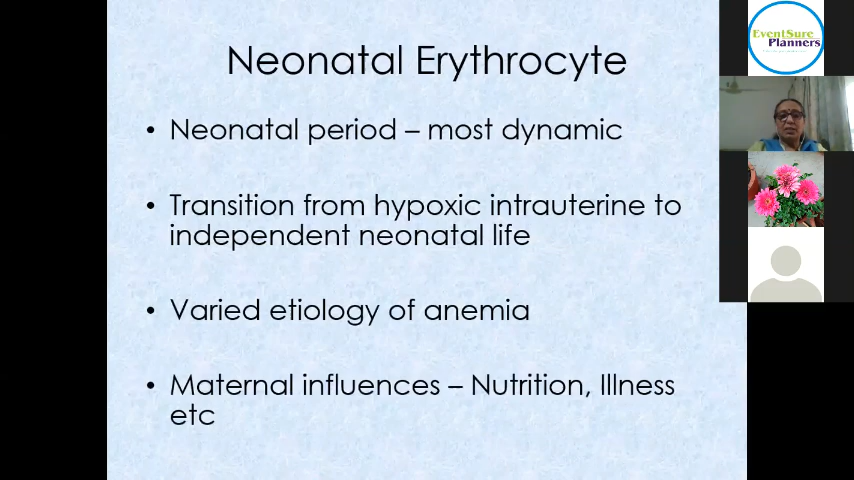 Neonatal Erythrocyte
• Neonatal period – most dynamic
• Transition from hypoxic intrauterine to
independent neonatal life
• Varied etiology of anemia
• Maternal influences – Nutrition, Illness
etc
EventSure
Planners